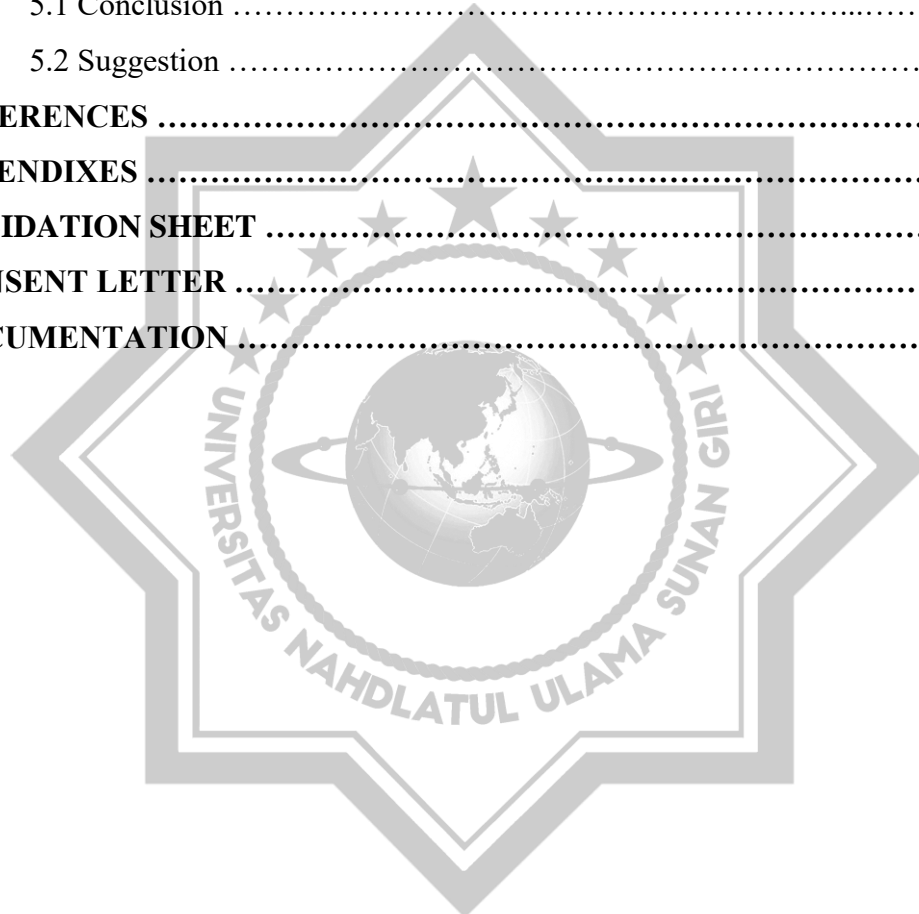 5.1 Conclusion …………………………………………………...……
5.2 Suggestion ……………………………………………………………
ERENCES ……………………………………………………………
ENDIXES ……………………………………………………………
IDATION SHEET ……………………………………………………
NSENT LETTER ……………………………………………………
CUMENTATION ……………………………………………………
UNIVERSITAS NAHDLATUL ULAMA SUNAN GIRI